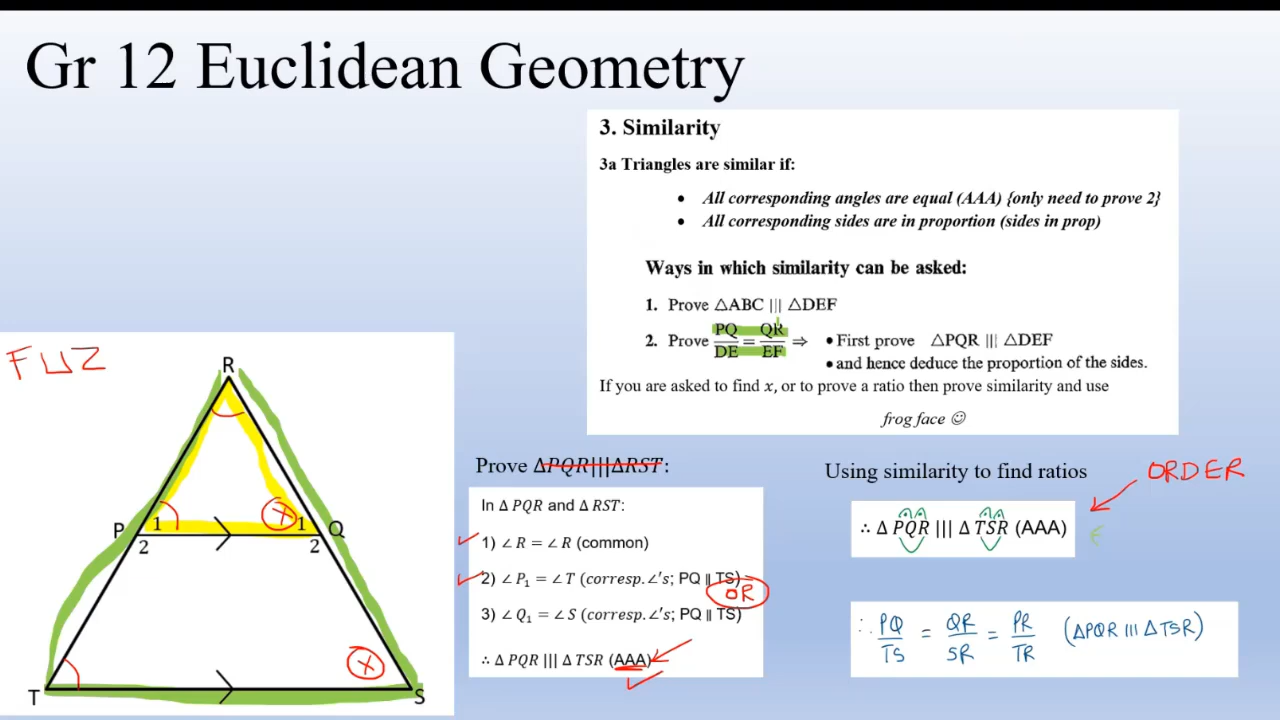 Gr 12 Euclidean Geometry
3. Similarity
3a Triangles are similar if:
• All corresponding angles are equal (AAA) {only need to prove 2}
• All corresponding sides are in proportion (sides in prop)
Ways in which similarity can be asked:
1. Prove △ABC ||| △DEF
2. Prove PQ/DE = QR/EF ⇒ • First prove △PQR ||| △DEF
• and hence deduce the proportion of the sides.
If you are asked to find x, or to prove a ratio then prove similarity and use
frog face ☺
FUZ
R
P 1 1 Q
2 2
x
x
T S
Prove ΔPQR|||ΔRST:
In Δ PQR and Δ RST:
1) ∠ R = ∠ R (common)
2) ∠ P₁ = ∠ T (corresp.∠'s; PQ ∥ TS)
OR
3) ∠ Q₁ = ∠ S (corresp.∠'s; PQ ∥ TS)
∴ Δ PQR ||| Δ TSR (AAA)
Using similarity to find ratios
ORDER
∴ Δ PQR ||| Δ TSR (AAA)
∴ PQ/TS = QR/SR = PR/TR (ΔPQR ||| ΔTSR)